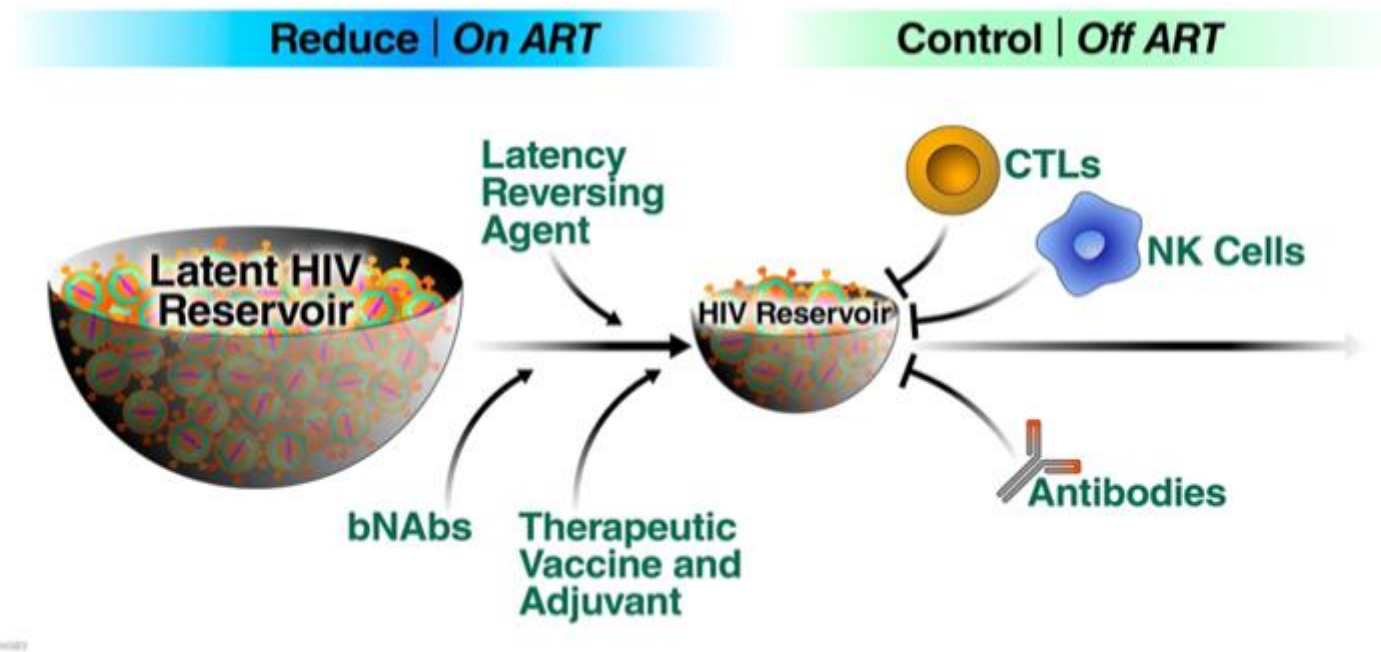 Reduce | On ART
Control | Off ART
Latency
Reversing
Agent
CTLs
NK Cells
Latent HIV
Reservoir
HIV Reservoir
bNAbs
Therapeutic
Vaccine and
Adjuvant
Antibodies